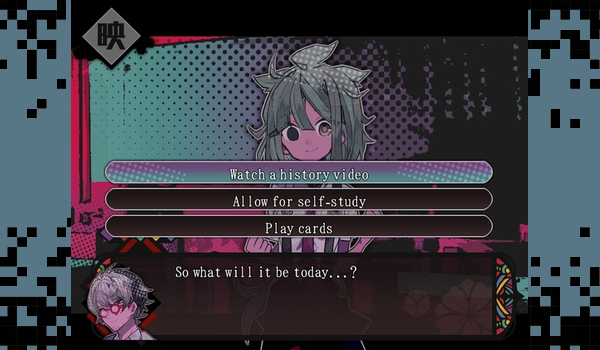 映
Watch a history video
Allow for self-study
Play cards
So what will it be today...?